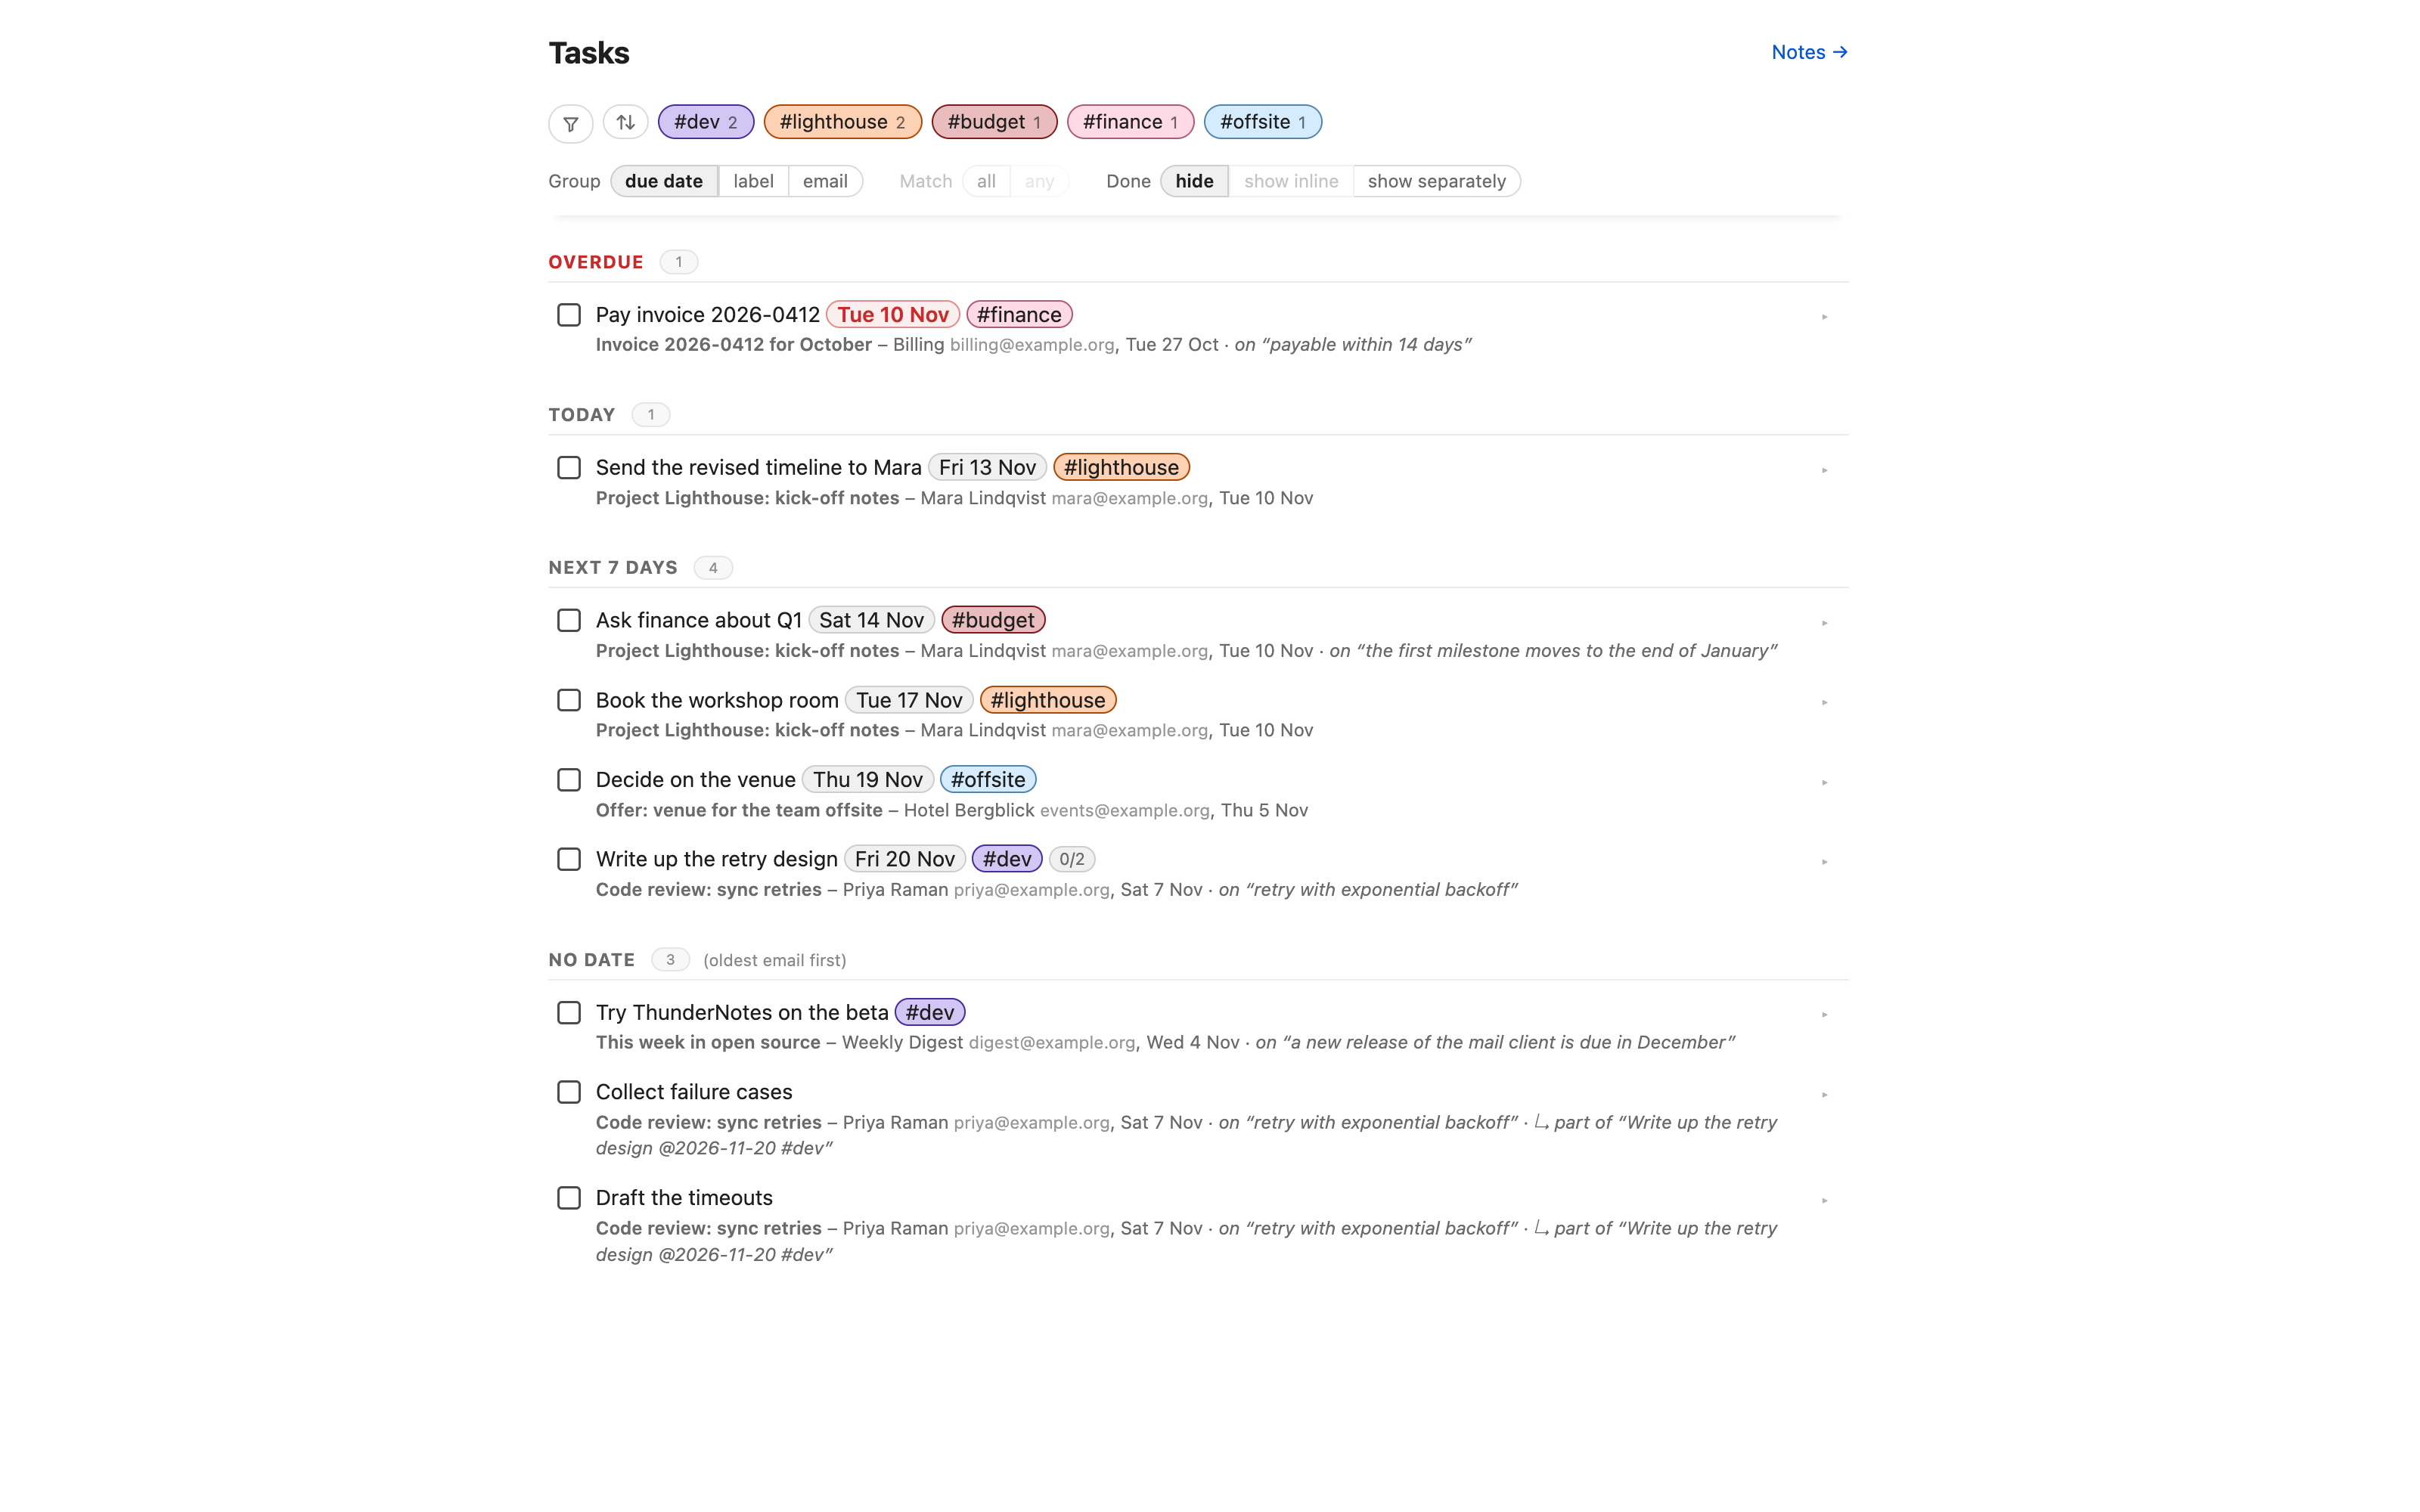 Tasks
Notes →
#dev 2 #lighthouse 2 #budget 1 #finance 1 #offsite 1
Group due date label email Match all any Done hide show inline show separately
OVERDUE 1
Pay invoice 2026-0412 Tue 10 Nov #finance
Invoice 2026-0412 for October – Billing billing@example.org, Tue 27 Oct · on “payable within 14 days”
TODAY 1
Send the revised timeline to Mara Fri 13 Nov #lighthouse
Project Lighthouse: kick-off notes – Mara Lindqvist mara@example.org, Tue 10 Nov
NEXT 7 DAYS 4
Ask finance about Q1 Sat 14 Nov #budget
Project Lighthouse: kick-off notes – Mara Lindqvist mara@example.org, Tue 10 Nov · on “the first milestone moves to the end of January”
Book the workshop room Tue 17 Nov #lighthouse
Project Lighthouse: kick-off notes – Mara Lindqvist mara@example.org, Tue 10 Nov
Decide on the venue Thu 19 Nov #offsite
Offer: venue for the team offsite – Hotel Bergblick events@example.org, Thu 5 Nov
Write up the retry design Fri 20 Nov #dev 0/2
Code review: sync retries – Priya Raman priya@example.org, Sat 7 Nov · on “retry with exponential backoff”
NO DATE 3 (oldest email first)
Try ThunderNotes on the beta #dev
This week in open source – Weekly Digest digest@example.org, Wed 4 Nov · on “a new release of the mail client is due in December”
Collect failure cases
Code review: sync retries – Priya Raman priya@example.org, Sat 7 Nov · on “retry with exponential backoff” · part of “Write up the retry
design @2026-11-20 #dev”
Draft the timeouts
Code review: sync retries – Priya Raman priya@example.org, Sat 7 Nov · on “retry with exponential backoff” · part of “Write up the retry
design @2026-11-20 #dev”